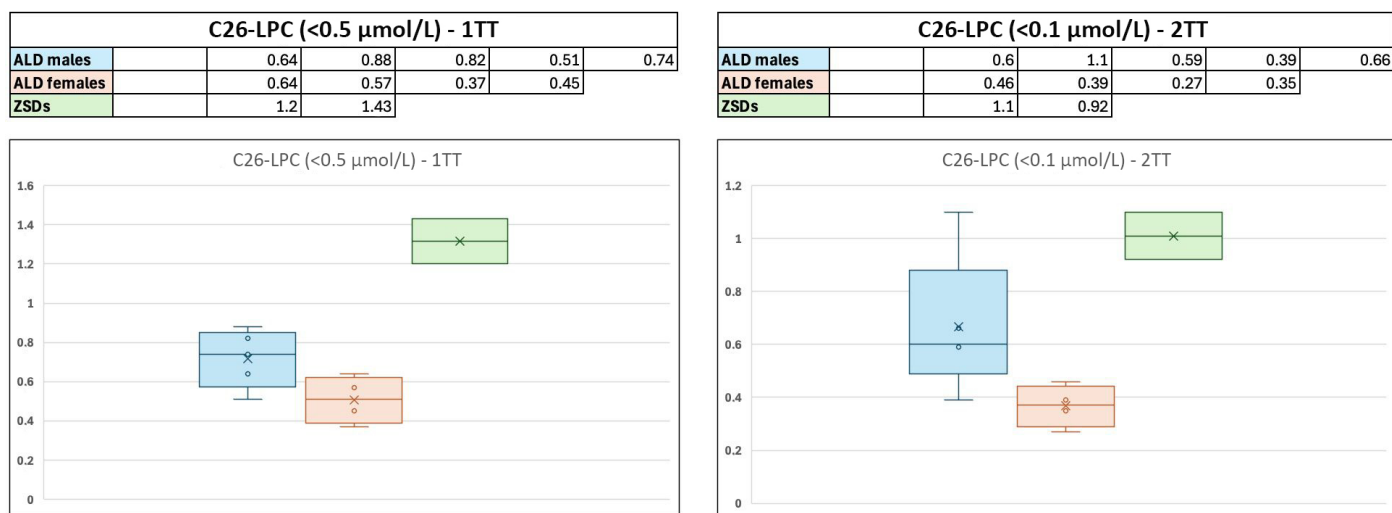 C26-LPC (<0.5 µmol/L) - 1TT
ALD males 0.64 0.88 0.82 0.51 0.74
ALD females 0.64 0.57 0.37 0.45
ZSDs 1.2 1.43
C26-LPC (<0.5 µmol/L) - 1TT
1.6
1.4
1.2
1
0.8
0.6
0.4
0.2
0
C26-LPC (<0.1 µmol/L) - 2TT
ALD males 0.6 1.1 0.59 0.39 0.66
ALD females 0.46 0.39 0.27 0.35
ZSDs 1.1 0.92
C26-LPC (<0.1 µmol/L) - 2TT
1.2
1
0.8
0.6
0.4
0.2
0